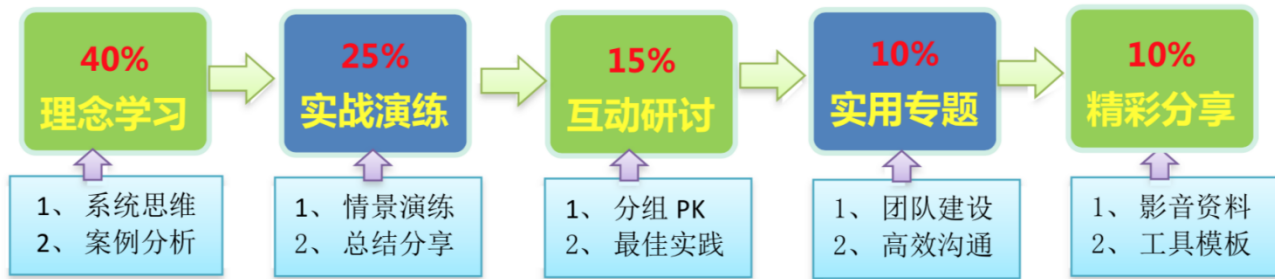 40%
理念学习
25%
实战演练
15%
互动研讨
10%
实用专题
10%
精彩分享
1、 系统思维
2、 案例分析
1、 情景演练
2、 总结分享
1、 分组 PK
2、 最佳实践
1、 团队建设
2、 高效沟通
1、 影音资料
2、 工具模板